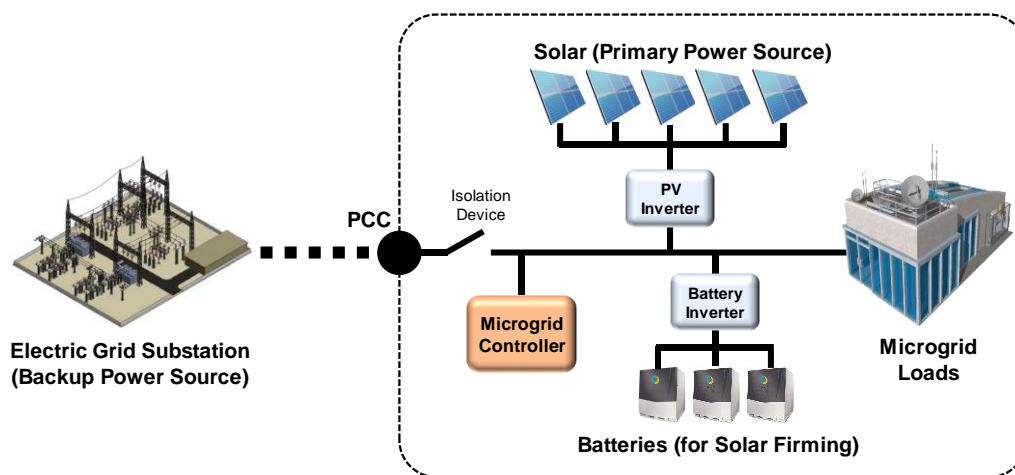 Solar (Primary Power Source)
PV
Inverter
Isolation
Device
PCC
Battery
Inverter
Microgrid
Controller
Electric Grid Substation
(Backup Power Source)
Microgrid
Loads
Batteries (for Solar Firming)